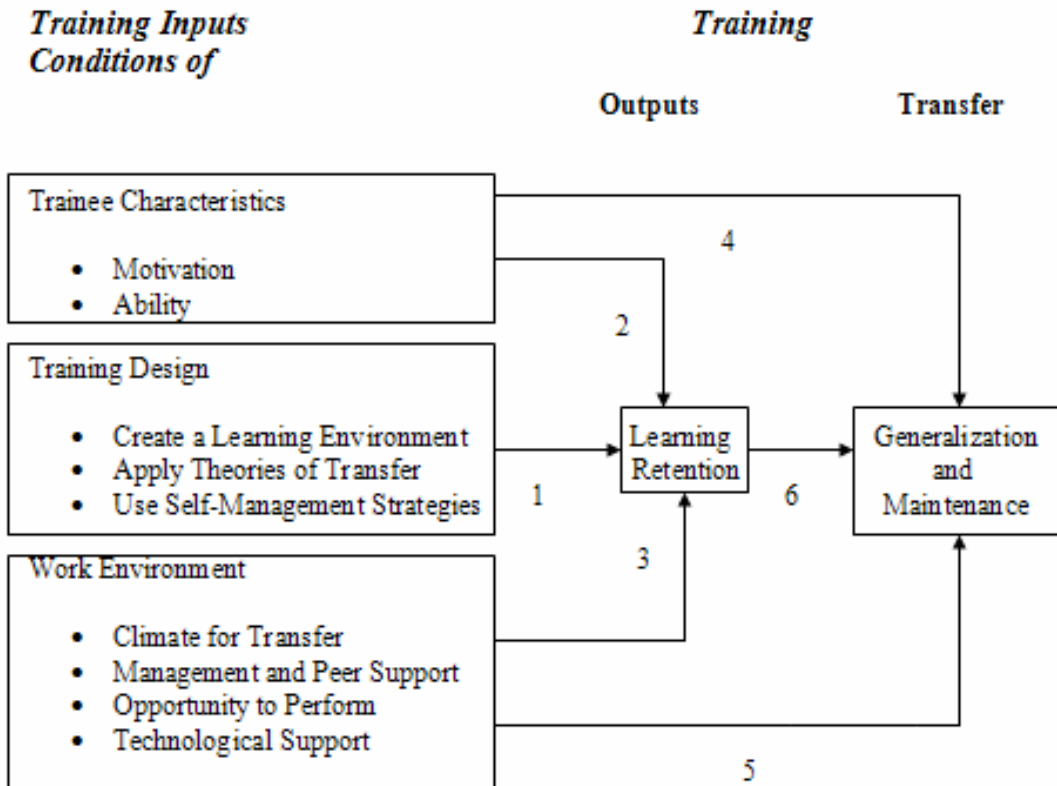 Training Inputs
Conditions of
Training
Outputs
Transfer
Trainee Characteristics
• Motivation
• Ability
4
2
Training Design
• Create a Learning Environment
• Apply Theories of Transfer
• Use Self-Management Strategies
1
Learning
Retention
6
Generalization
and
Maintenance
3
Work Environment
• Climate for Transfer
• Management and Peer Support
• Opportunity to Perform
• Technological Support
5